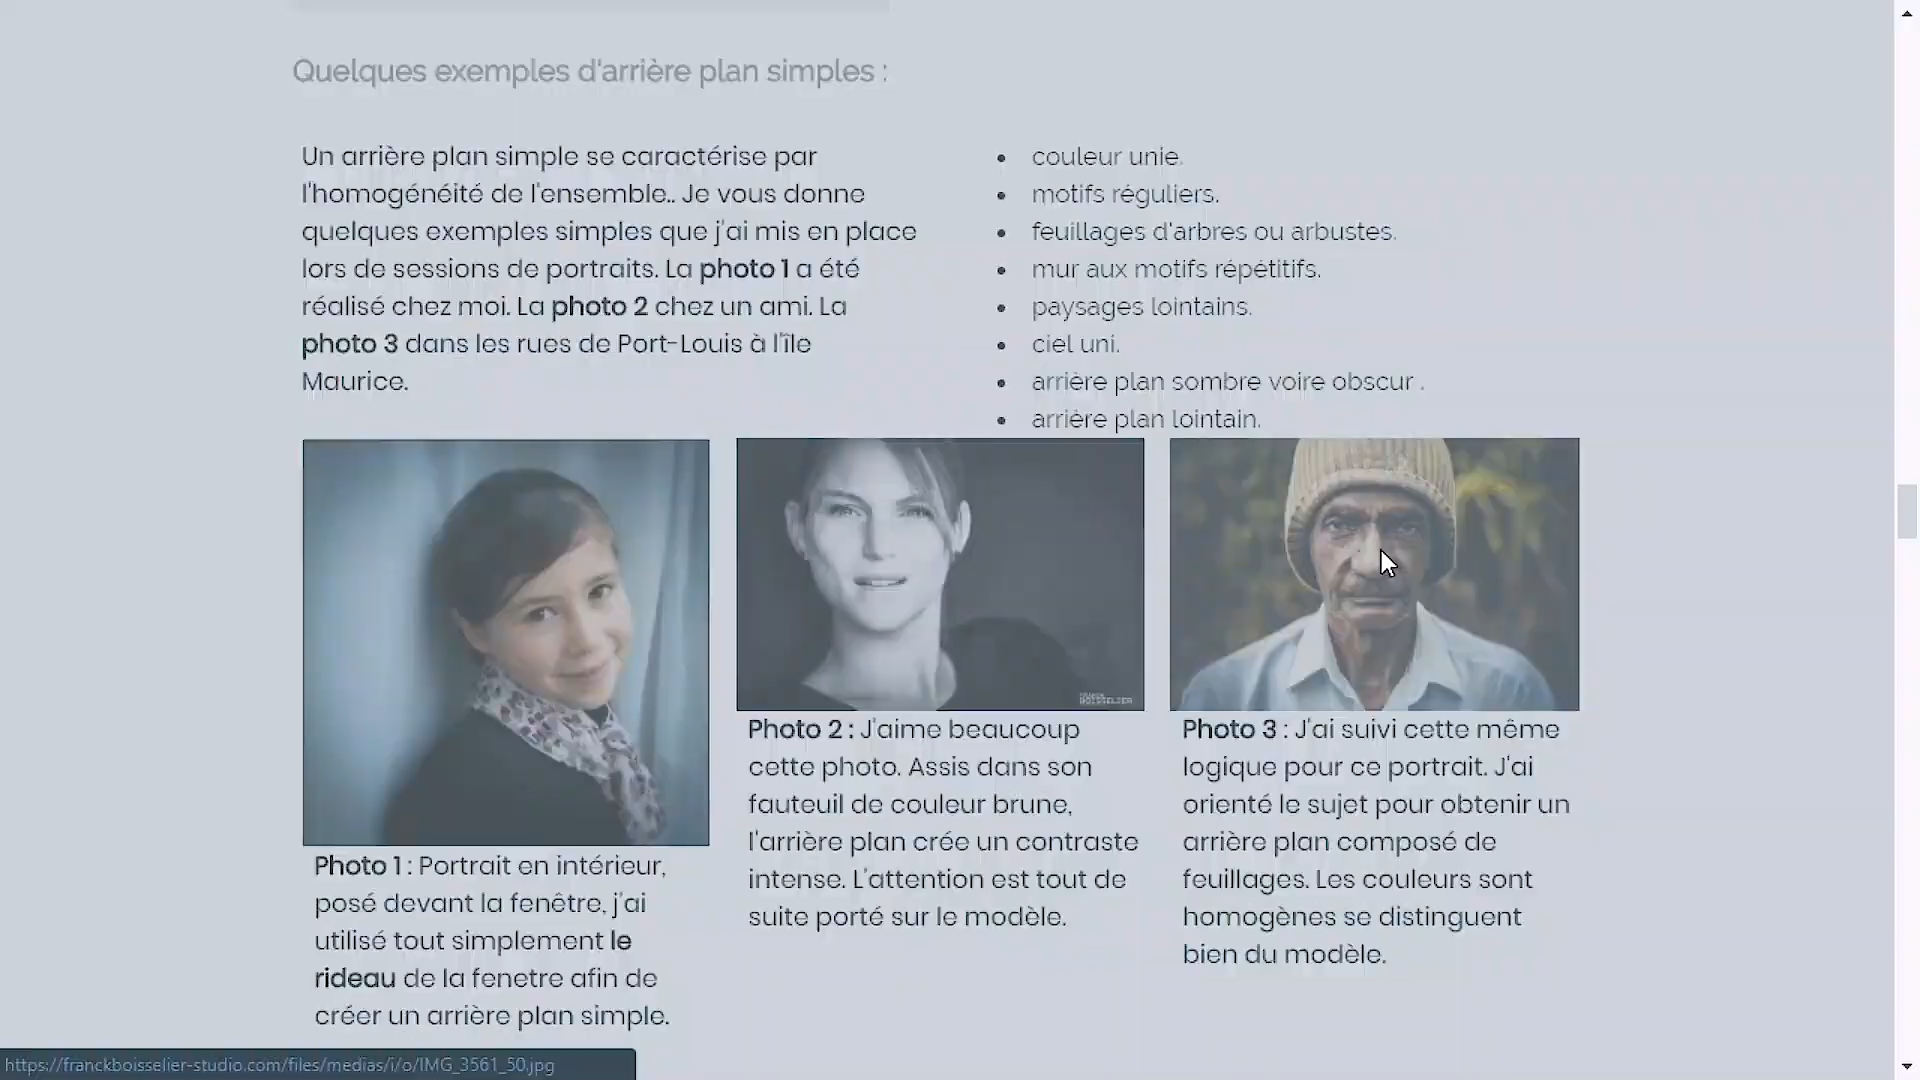 Quelques exemples d'arrière plan simples :
Un arrière plan simple se caractérise par
l'homogénéité de l'ensemble.. Je vous donne
quelques exemples simples que j'ai mis en place
lors de sessions de portraits. La photo 1 a été
réalisé chez moi. La photo 2 chez un ami. La
photo 3 dans les rues de Port-Louis à l'île
Maurice.
couleur unie.
motifs réguliers.
feuillages d'arbres ou arbustes.
mur aux motifs répétitifs.
paysages lointains.
ciel uni.
arrière plan sombre voire obscur .
arrière plan lointain.
Photo 1 : Portrait en intérieur,
posé devant la fenêtre, j'ai
utilisé tout simplement le
rideau de la fenetre afin de
créer un arrière plan simple.
FRANCK
BOISSELIER
Photo 2 : J'aime beaucoup
cette photo. Assis dans son
fauteuil de couleur brune,
l'arrière plan crée un contraste
intense. L'attention est tout de
suite porté sur le modèle.
Photo 3 : J'ai suivi cette même
logique pour ce portrait. J'ai
orienté le sujet pour obtenir un
arrière plan composé de
feuillages. Les couleurs sont
homogènes se distinguent
bien du modèle.
https://franckboisselier-studio.com/files/medias/i/o/IMG_3561_50.jpg